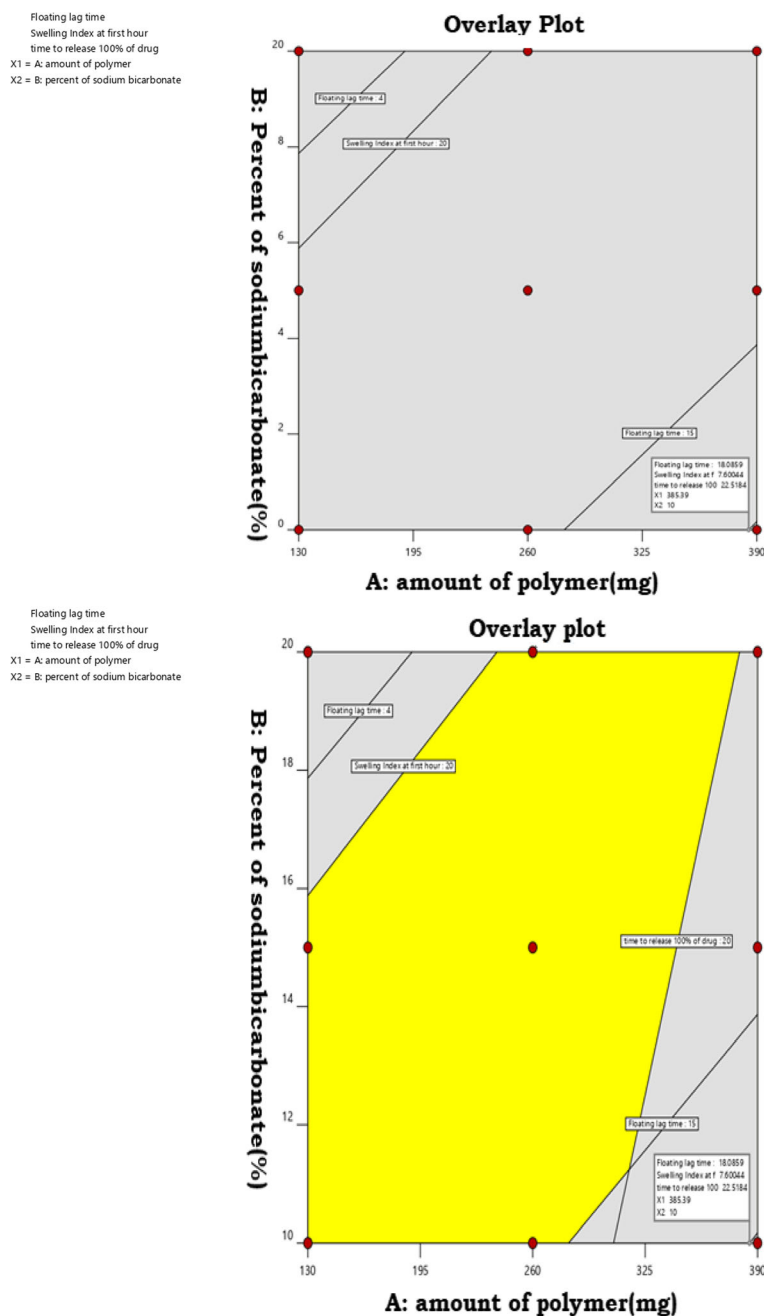 Floating lag time
Swelling Index at first hour
time to release 100% of drug
X1 = A: amount of polymer
X2 = B: percent of sodium bicarbonate
Overlay Plot
B: Percent of sodiumbicarbonate(%)
20
8
6
4
2
0
Floating lag time : 4
Swelling Index at first hour : 20
Floating lag time : 15
Floating lag time : 18.0859
Swelling Index at f 7.60044
time to release 100 22.5184
X1 385.39
X2 10
130
195
260
325
390
A: amount of polymer(mg)
Floating lag time
Swelling Index at first hour
time to release 100% of drug
X1 = A: amount of polymer
X2 = B: percent of sodium bicarbonate
Overlay plot
B: Percent of sodiumbicarbonate(%)
20
18
16
14
12
10
Floating lag time : 4
Swelling Index at first hour : 20
time to release 100% of drug : 20
Floating lag time : 15
Floating lag time : 18.0859
Swelling Index at f 7.60044
time to release 100 22.5184
X1 385.39
X2 10
130
195
260
325
390
A: amount of polymer(mg)